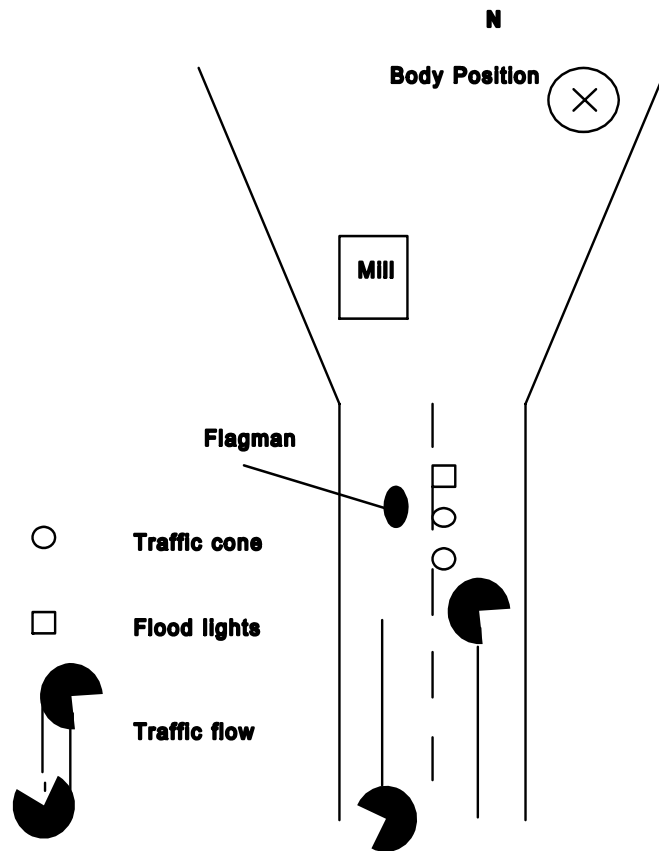 N
Body Position
Mill
Flagman
Traffic cone
Flood lights
Traffic flow